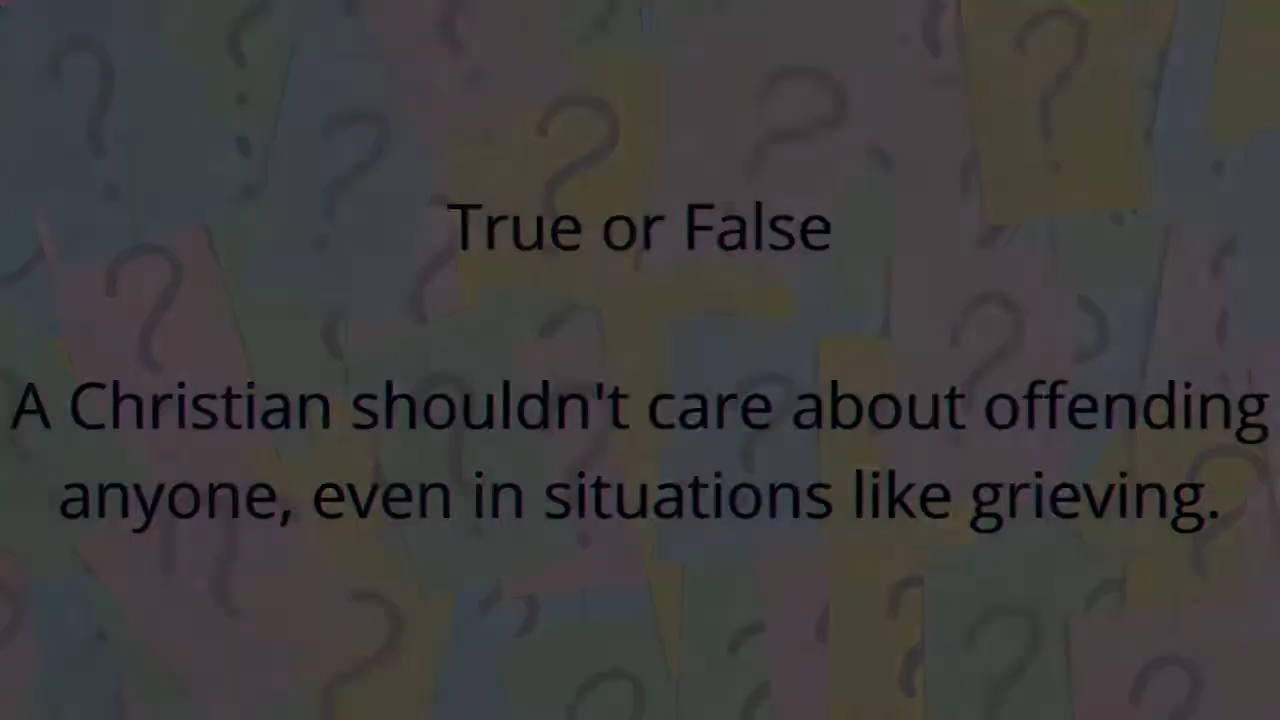 True or False
A Christian shouldn't care about offending
anyone, even in situations like grieving.